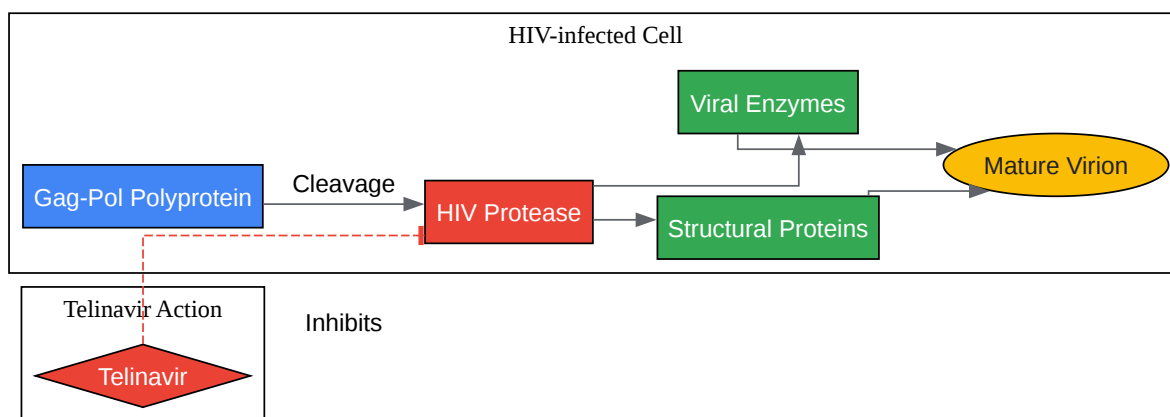 HIV-infected Cell
Viral Enzymes
Mature Virion
Gag-Pol Polyprotein
Cleavage
HIV Protease
Structural Proteins
Telinavir Action
Inhibits
Telinavir